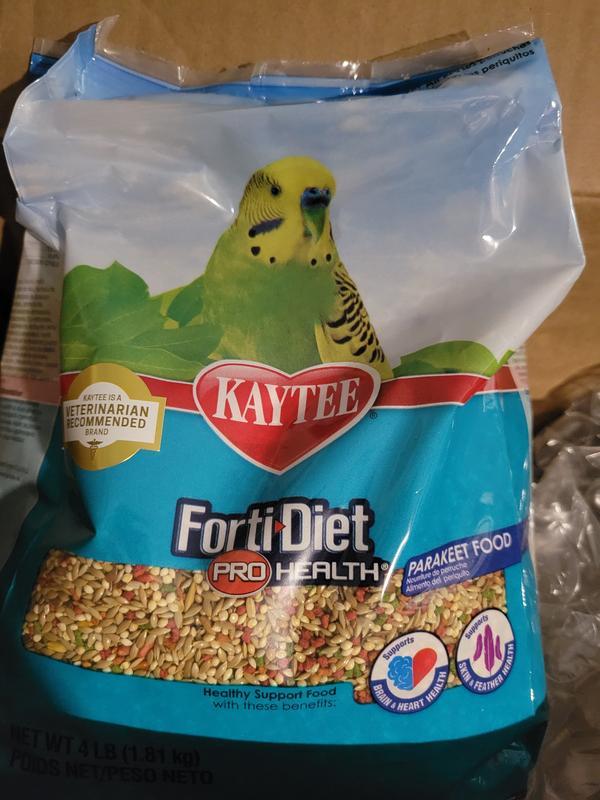 periquitos
KAYTEE IS A
VETERINARIAN
RECOMMENDED
BRAND
KAYTEE®
Forti Diet
PRO HEALTH®
PARAKEET FOOD
Nourriture de perruche
Alimento del periquito
Supports
BRAIN & HEART HEALTH
Supports
SKIN & FEATHER HEALTH
Healthy Support Food
with these benefits:
NET WT 4 LB (1.81 kg)
POIDS NET/PESO NETO